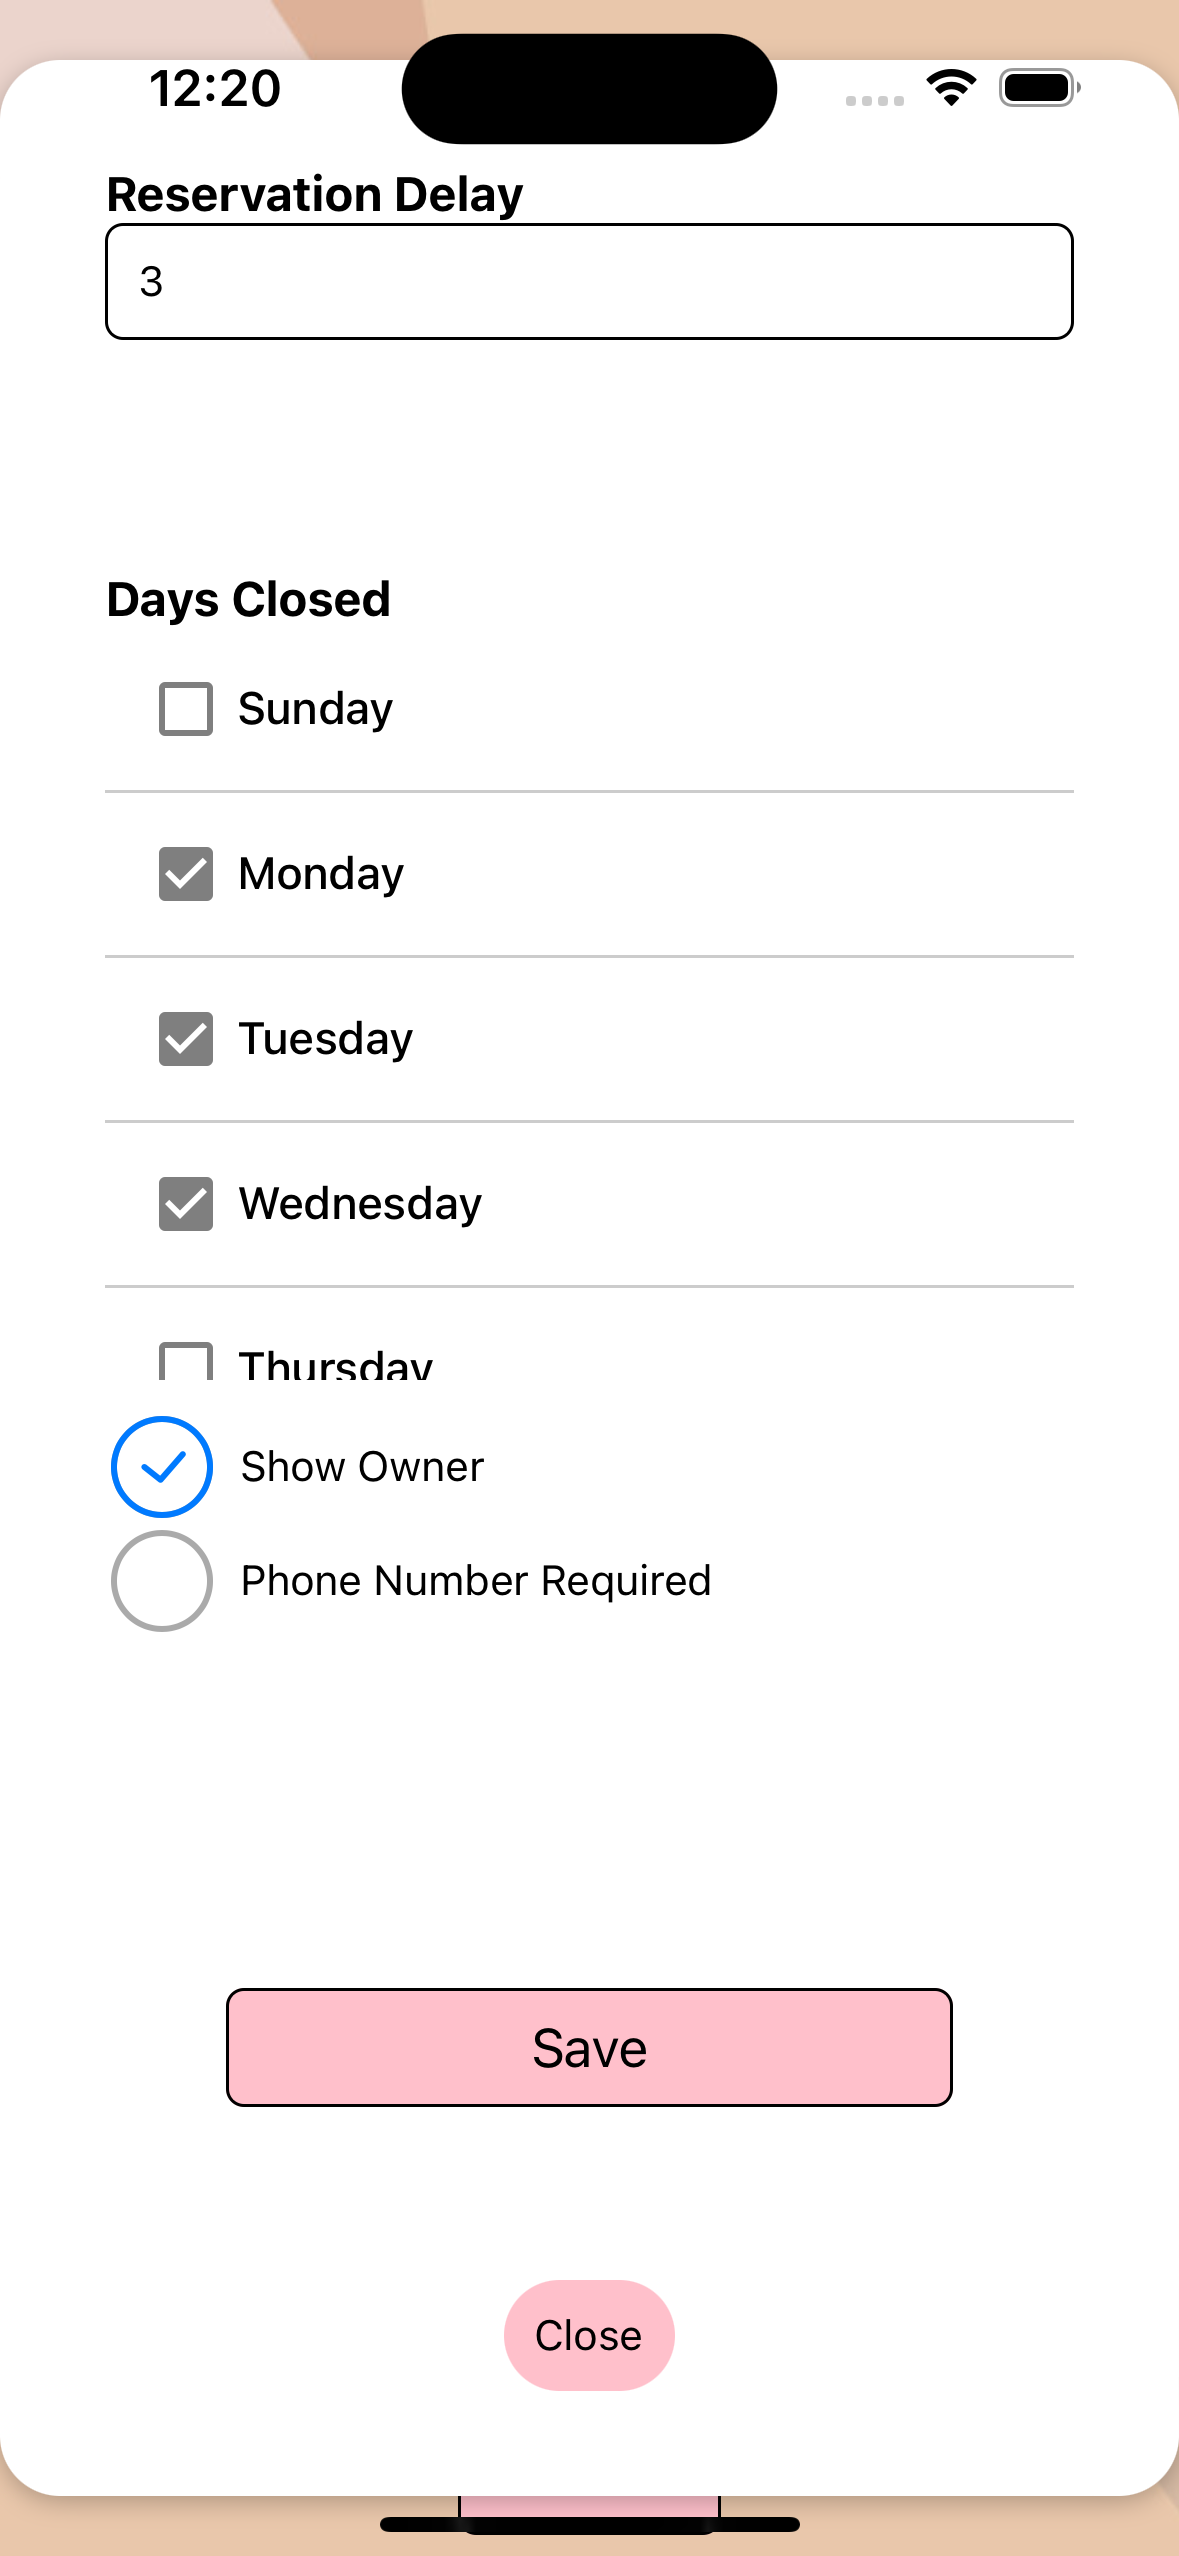 12:20
Reservation Delay
3
Days Closed
Sunday
Monday
Tuesday
Wednesday
Thursday
Show Owner
Phone Number Required
Save
Close